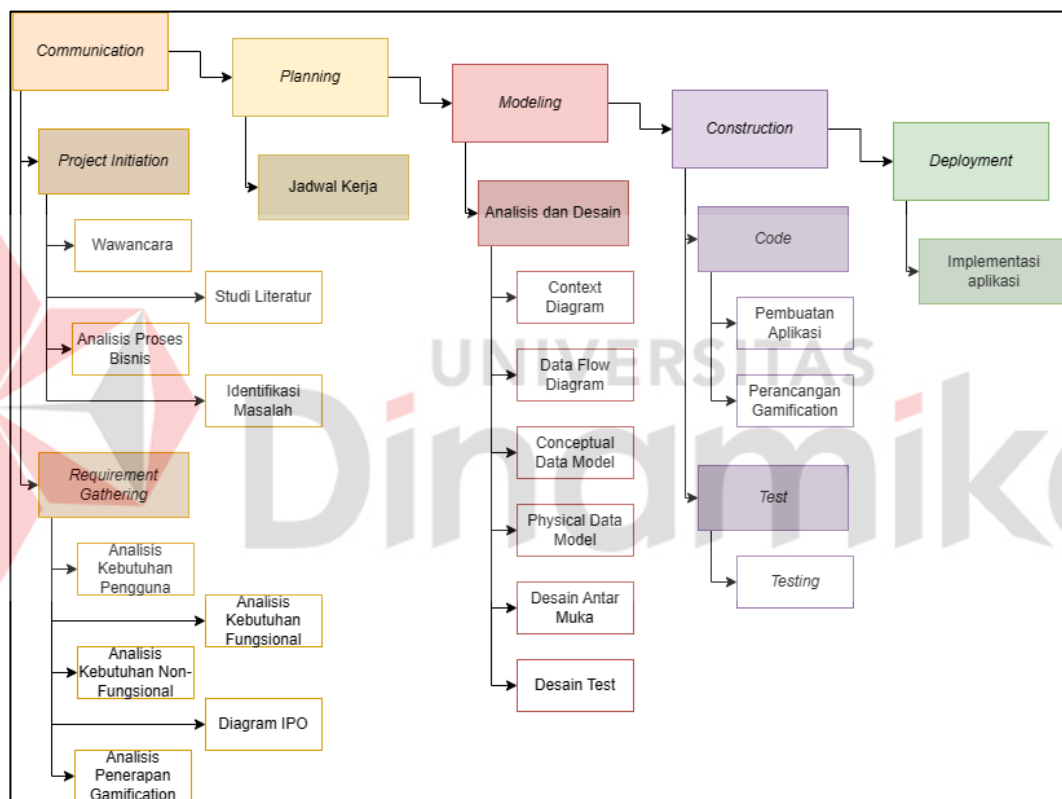 Communication
Planning
Modeling
Construction
Deployment
Project Initiation
Wawancara
Studi Literatur
Analisis Proses
Bisnis
Identifikasi
Masalah
Requirement
Gathering
Analisis
Kebutuhan
Pengguna
Analisis
Kebutuhan
Fungsional
Analisis
Kebutuhan Non-
Fungsional
Diagram IPO
Analisis
Penerapan
Gamification
Jadwal Kerja
Analisis dan Desain
Context
Diagram
Data Flow
Diagram
Conceptual
Data Model
Physical Data
Model
Desain Antar
Muka
Desain Test
Code
Pembuatan
Aplikasi
Perancangan
Gamification
Test
Testing
Implementasi
aplikasi
UNIVERSITAS
Dinamika